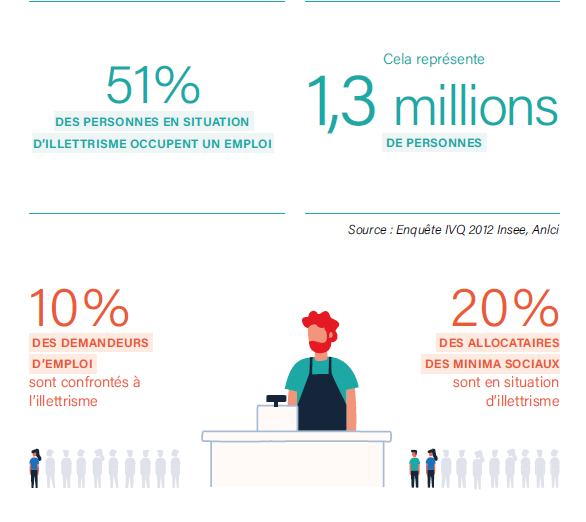 51%
DES PERSONNES EN SITUATION
D'ILLETTRISME OCCUPENT UN EMPLOI
Cela représente
1,3 millions
DE PERSONNES
Source : Enquête IVQ 2012 Insee, Anlci
10%
DES DEMANDEURS
D'EMPLOI
sont confrontés à
l'illettrisme
20%
DES ALLOCATAIRES
DES MINIMA SOCIAUX
sont en situation
d'illettrisme